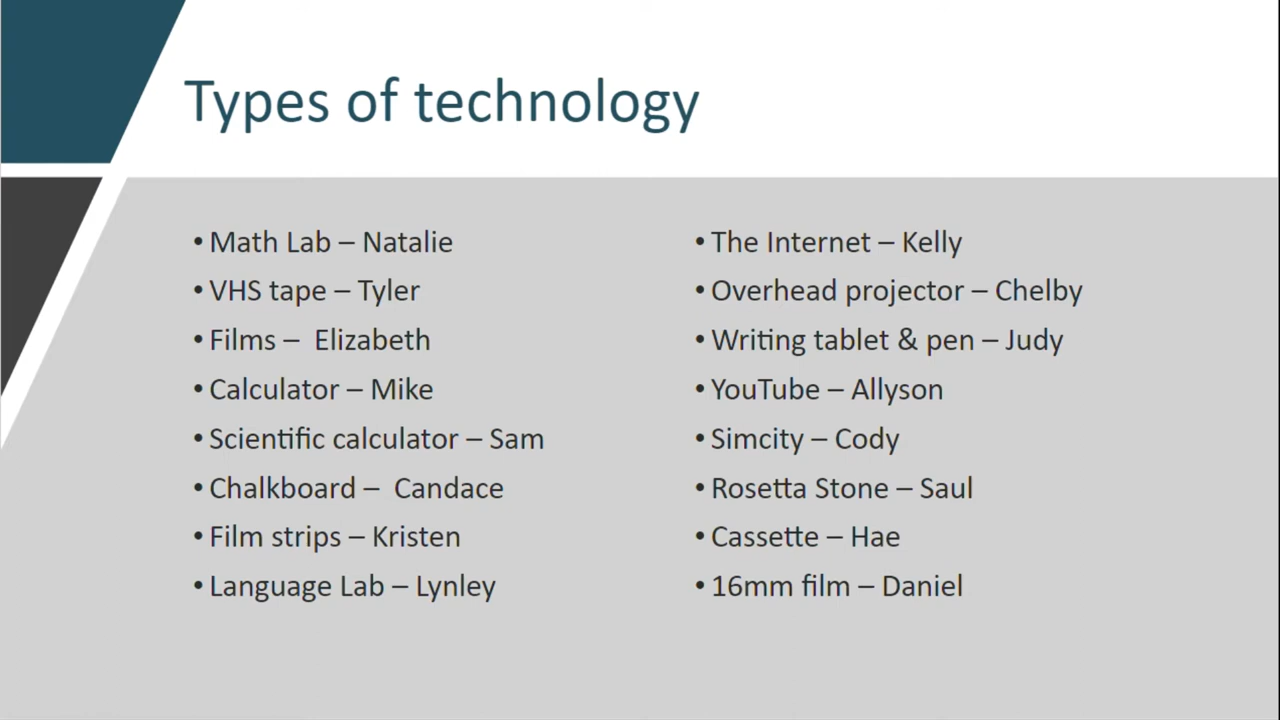 Types of technology
• Math Lab – Natalie
• VHS tape – Tyler
• Films –  Elizabeth
• Calculator – Mike
• Scientific calculator – Sam
• Chalkboard –  Candace
• Film strips – Kristen
• Language Lab – Lynley
• The Internet – Kelly
• Overhead projector – Chelby
• Writing tablet & pen – Judy
• YouTube – Allyson
• Simcity – Cody
• Rosetta Stone – Saul
• Cassette – Hae
• 16mm film – Daniel